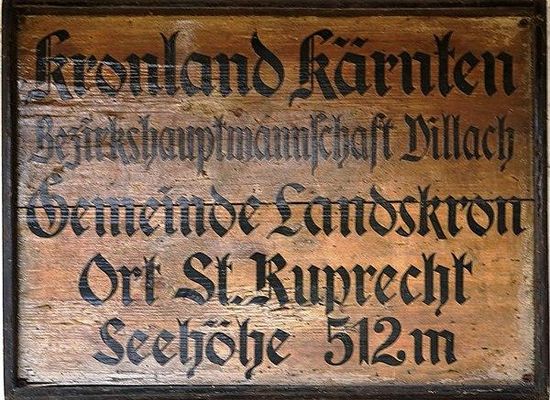 Kronland Kärnten
Bezirkshauptmannschaft Villach
Gemeinde Landskron
Ort St. Ruprecht
Seehöhe 512 m